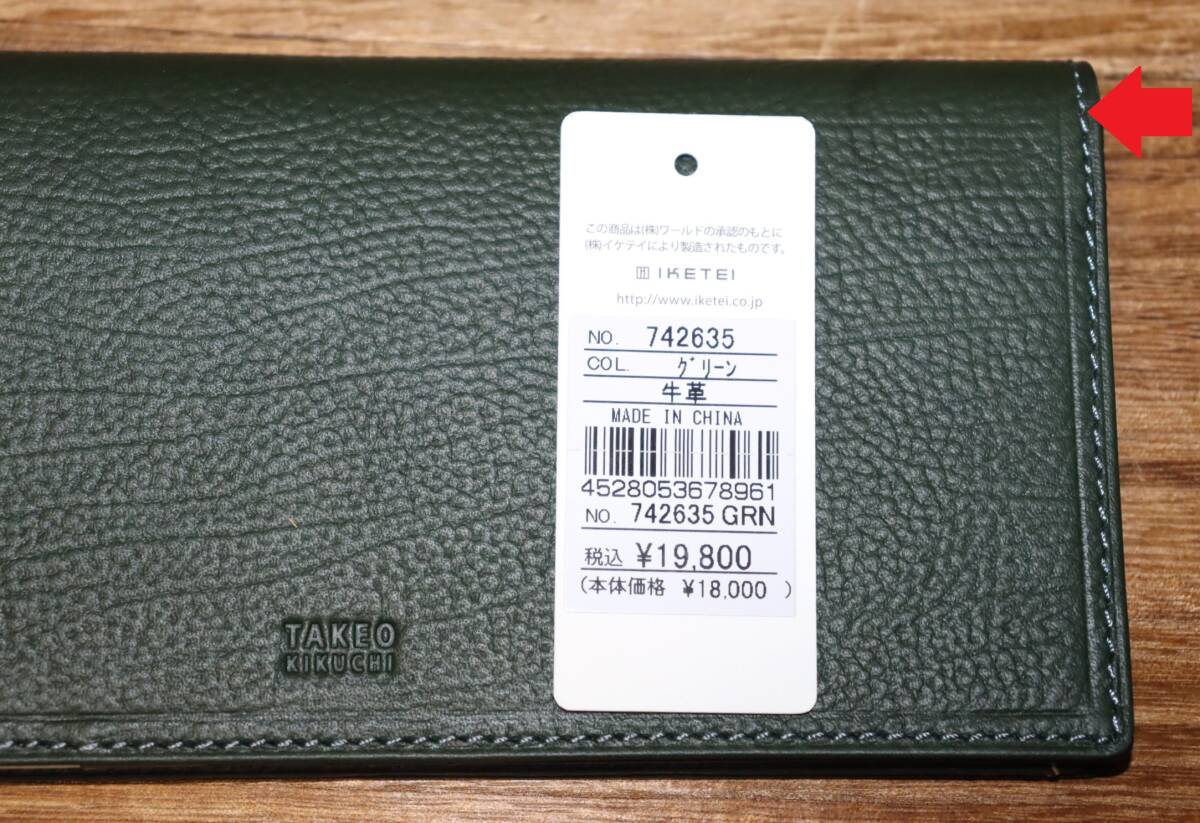 この商品は(株)ワールドの承認のもとに
(株)イケテイにより製造されたものです。
IKETEI
http://www.iketei.co.jp
NO. 742635
COL. グリーン
牛革
MADE IN CHINA
4528053678961
NO. 742635 GRN
税込 ¥19,800
(本体価格 ¥18,000 )
TAKEO
KIKUCHI